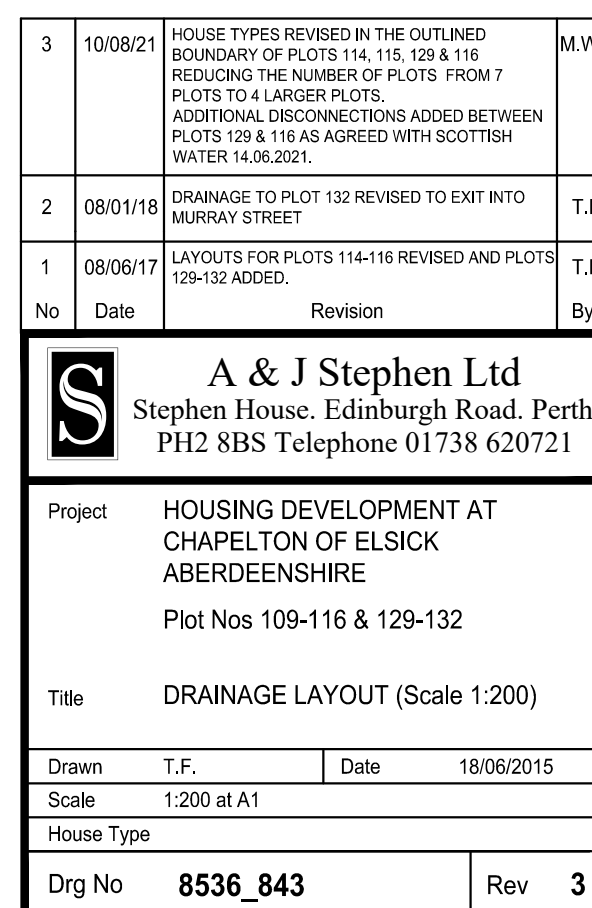 3 10/08/21 HOUSE TYPES REVISED IN THE OUTLINED
BOUNDARY OF PLOTS 114, 115, 129 & 116
REDUCING THE NUMBER OF PLOTS FROM 7
PLOTS TO 4 LARGER PLOTS.
ADDITIONAL DISCONNECTIONS ADDED BETWEEN
PLOTS 129 & 116 AS AGREED WITH SCOTTISH
WATER 14.06.2021.
2 08/01/18 DRAINAGE TO PLOT 132 REVISED TO EXIT INTO
MURRAY STREET
1 08/06/17 LAYOUTS FOR PLOTS 114-116 REVISED AND PLOTS
129-132 ADDED.
No Date Revision By
S
A & J Stephen Ltd
Stephen House. Edinburgh Road. Perth
PH2 8BS Telephone 01738 620721
Project HOUSING DEVELOPMENT AT
CHAPELTON OF ELSICK
ABERDEENSHIRE
Plot Nos 109-116 & 129-132
Title DRAINAGE LAYOUT (Scale 1:200)
Drawn T.F. Date 18/06/2015
Scale 1:200 at A1
House Type
Drg No 8536_843 Rev 3